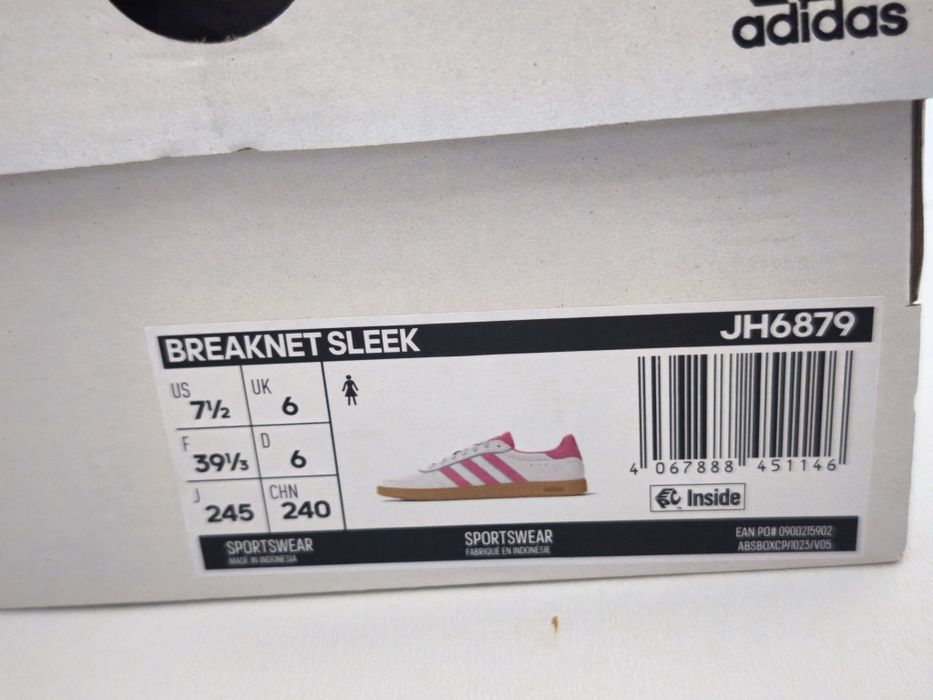 adidas
BREAKNET SLEEK
JH6879
US 7½
UK 6
F 39⅓
D 6
J 245
CHN 240
4 067888 451146
Inside
SPORTSWEAR
MADE IN INDONESIA
SPORTSWEAR
FABRIQUÉ EN INDONÉSIE
EAN PO# 0900215902
ABSBOXCP/1023/V05